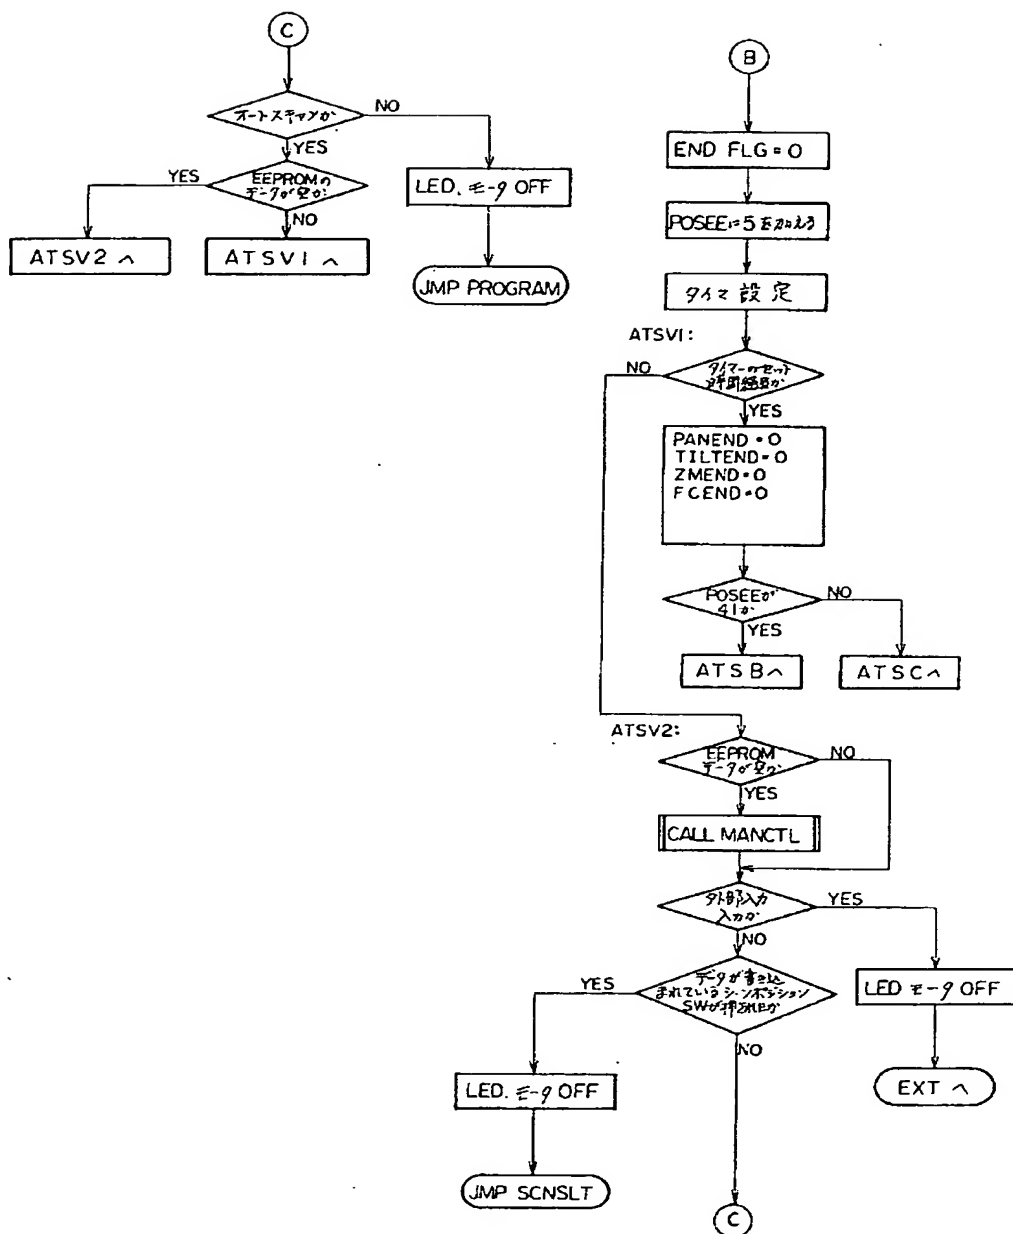 C
オートスキャンか
NO
YES
EEPROMの
データが空か
YES
NO
LED.モータOFF
ATSV2へ
ATSV1へ
JMP PROGRAM
B
END FLG=0
POSEEに5を加える
タイマ設定
ATSV1:
タイマーのセット
時間経過か
NO
YES
PANEND=0
TILTEND=0
ZMEND=0
FCEND=0
POSEEが
41か
NO
YES
ATSBへ
ATSCへ
ATSV2:
EEPROM
データが空か
NO
YES
CALL MANCTL
外部入力
入力か
YES
NO
データが書き込
まれているシーンポジション
SWが押されたか
YES
NO
LED モータOFF
EXTへ
LED.モータOFF
JMP SCNSLT
C